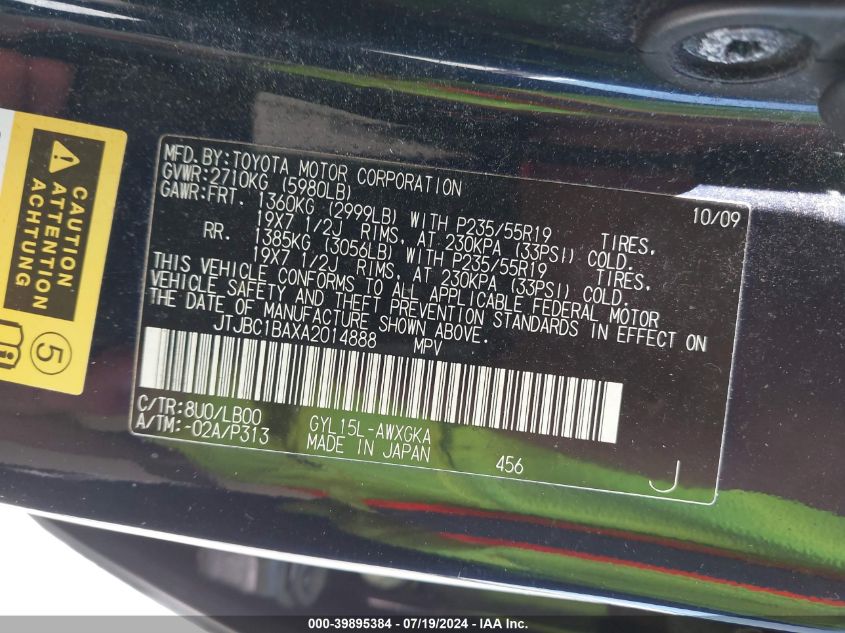 CAUTION
ACHTUNG
5
MFD. BY: TOYOTA MOTOR CORPORATION 10/09
GVWR: 2710KG (5980LB)
GAWR: FRT. 1360KG (2999LB) WITH P235/55R19 TIRES,
19X7 1/2J RIMS, AT 230KPA (33PSI) COLD.
RR. 1385KG (3056LB) WITH P235/55R19 TIRES,
19X7 1/2J RIMS, AT 230KPA (33PSI) COLD.
THIS VEHICLE CONFORMS TO ALL APPLICABLE FEDERAL MOTOR
VEHICLE SAFETY AND THEFT PREVENTION STANDARDS IN EFFECT ON
THE DATE OF MANUFACTURE SHOWN ABOVE.
JTJBC1BAXA2014888 MPV
C/TR: 8U0/LB00 GYL15L-AWXGKA
A/TM: -02A/P313 MADE IN JAPAN 456 J
000-39895384 / 07/19/2024 - IAA Inc.